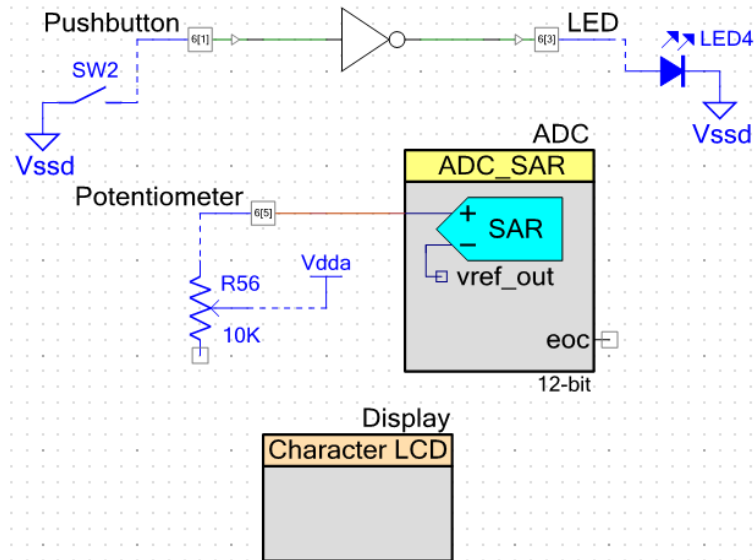 Pushbutton
6[1]
6[3]
LED
LED4
SW2
Vssd
Vssd
ADC
ADC_SAR
Potentiometer
6[5]
+
SAR
−
vref_out
Vdda
R56
10K
eoc
12-bit
Display
Character LCD